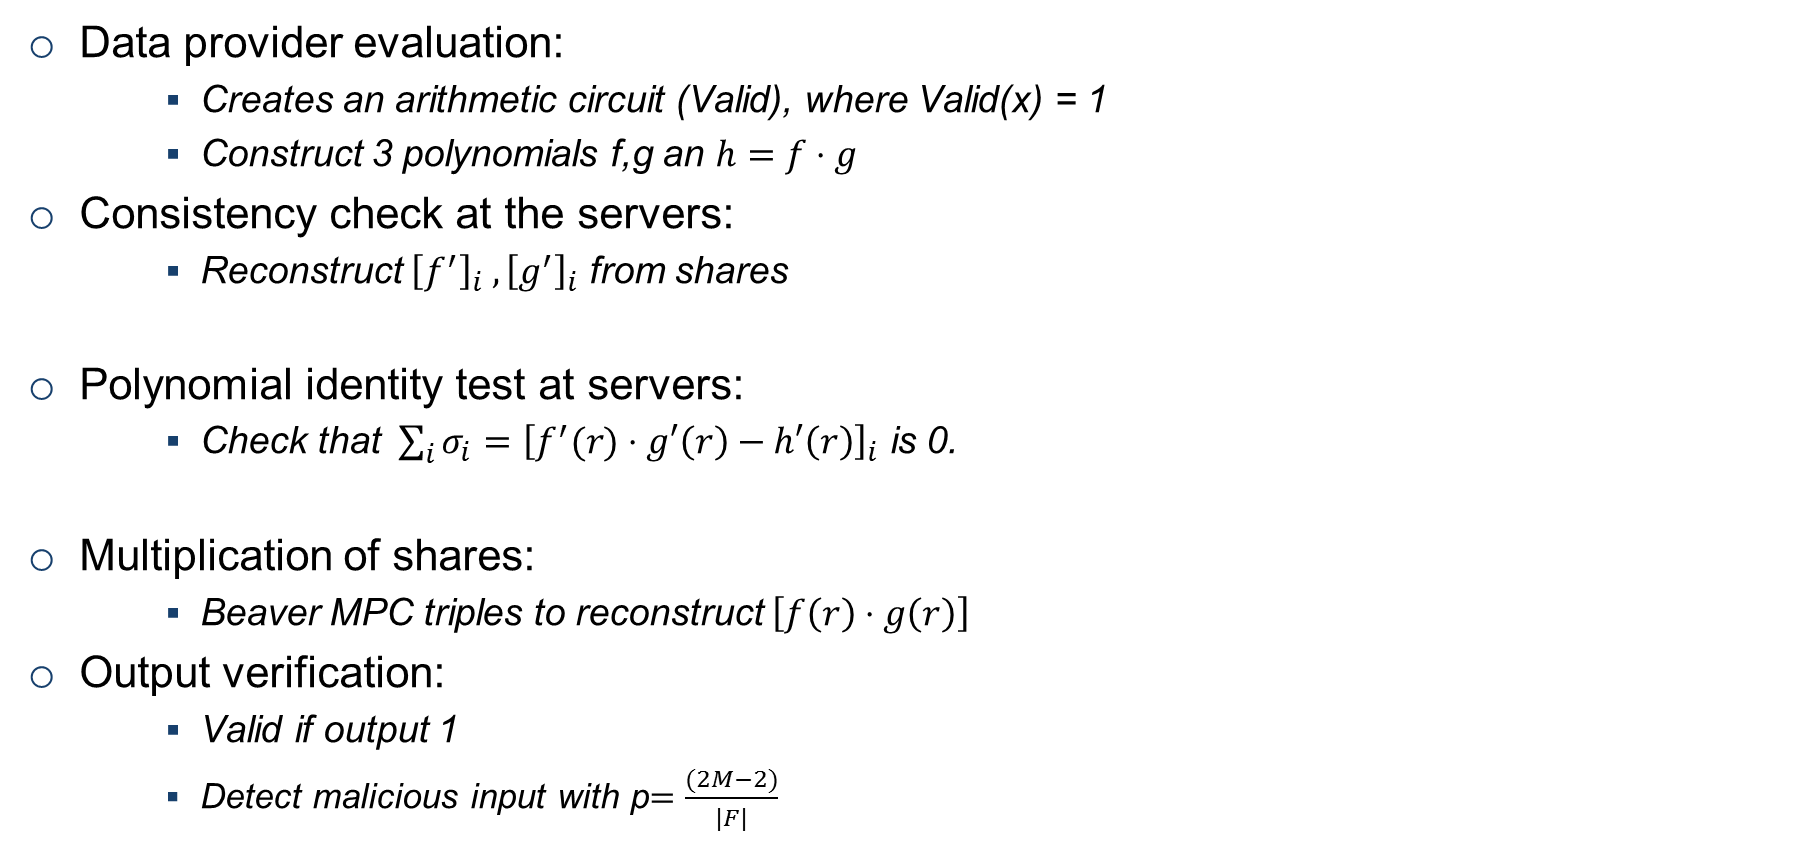 o Data provider evaluation:
▪ Creates an arithmetic circuit (Valid), where Valid(x) = 1
▪ Construct 3 polynomials f,g an h = f · g
o Consistency check at the servers:
▪ Reconstruct [f′]ᵢ , [g′]ᵢ from shares
o Polynomial identity test at servers:
▪ Check that ∑ᵢ σᵢ = [f′(r) · g′(r) − h′(r)]ᵢ is 0.
o Multiplication of shares:
▪ Beaver MPC triples to reconstruct [f(r) · g(r)]
o Output verification:
▪ Valid if output 1
▪ Detect malicious input with p= (2M−2)/|F|